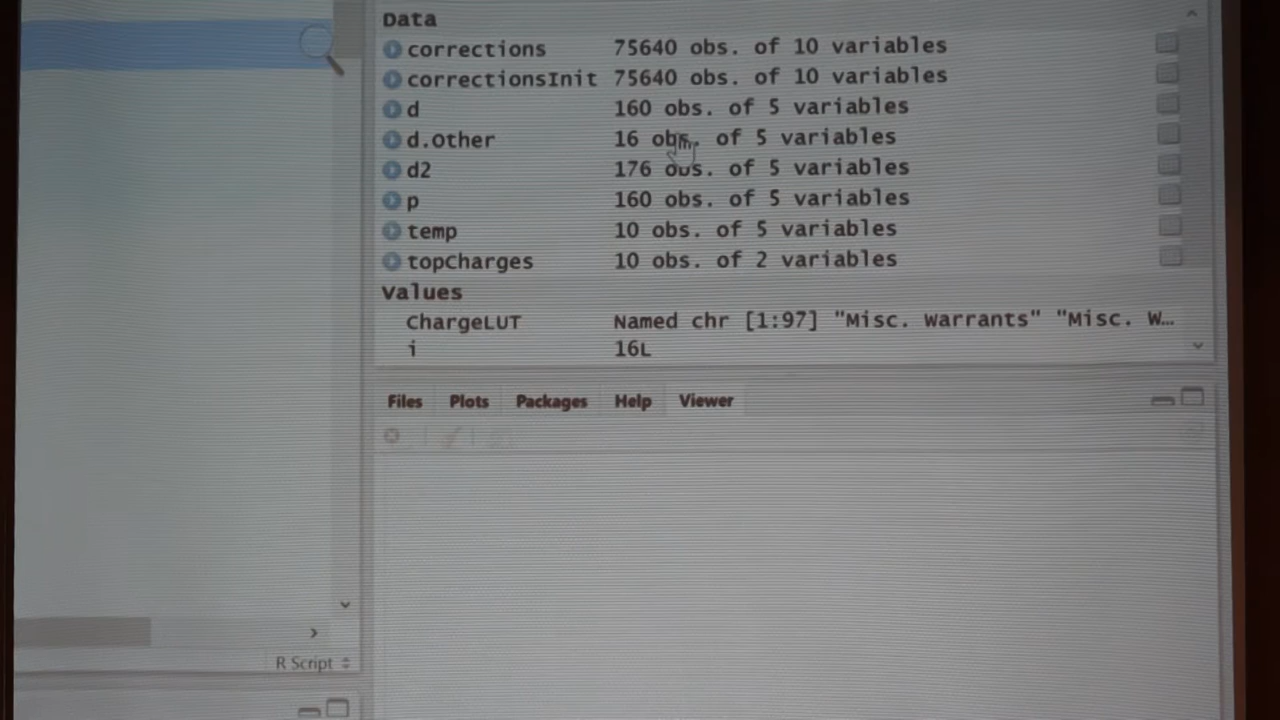 Data
corrections 75640 obs. of 10 variables
correctionsInit 75640 obs. of 10 variables
d 160 obs. of 5 variables
d.Other 16 obs. of 5 variables
d2 176 obs. of 5 variables
p 160 obs. of 5 variables
temp 10 obs. of 5 variables
topCharges 10 obs. of 2 variables
Values
ChargeLUT Named chr [1:97] "Misc. Warrants" "Misc. W…
i 16L
Files Plots Packages Help Viewer
R Script